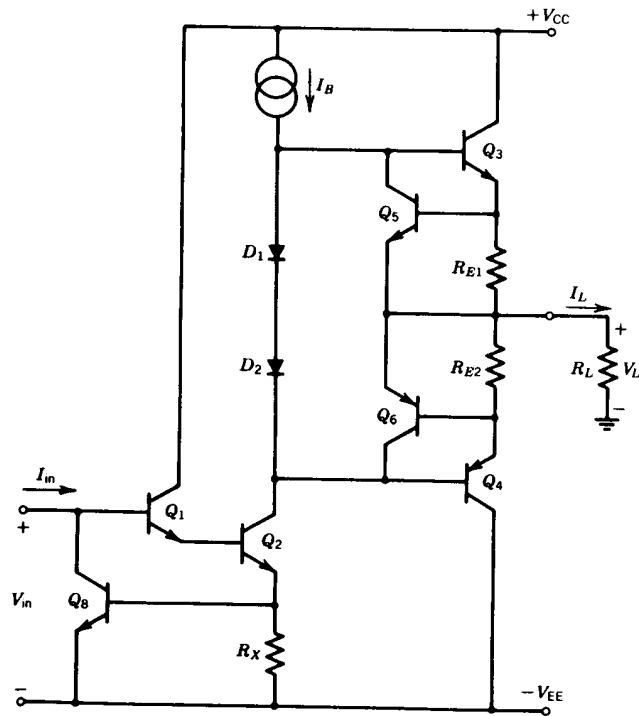 +V_CC
I_B
Q_3
Q_5
D_1
R_E1
I_L
+
D_2
R_E2
R_L
V_L
Q_6
-
I_in
Q_1
Q_4
+
Q_2
V_in
Q_8
R_X
-
-V_EE